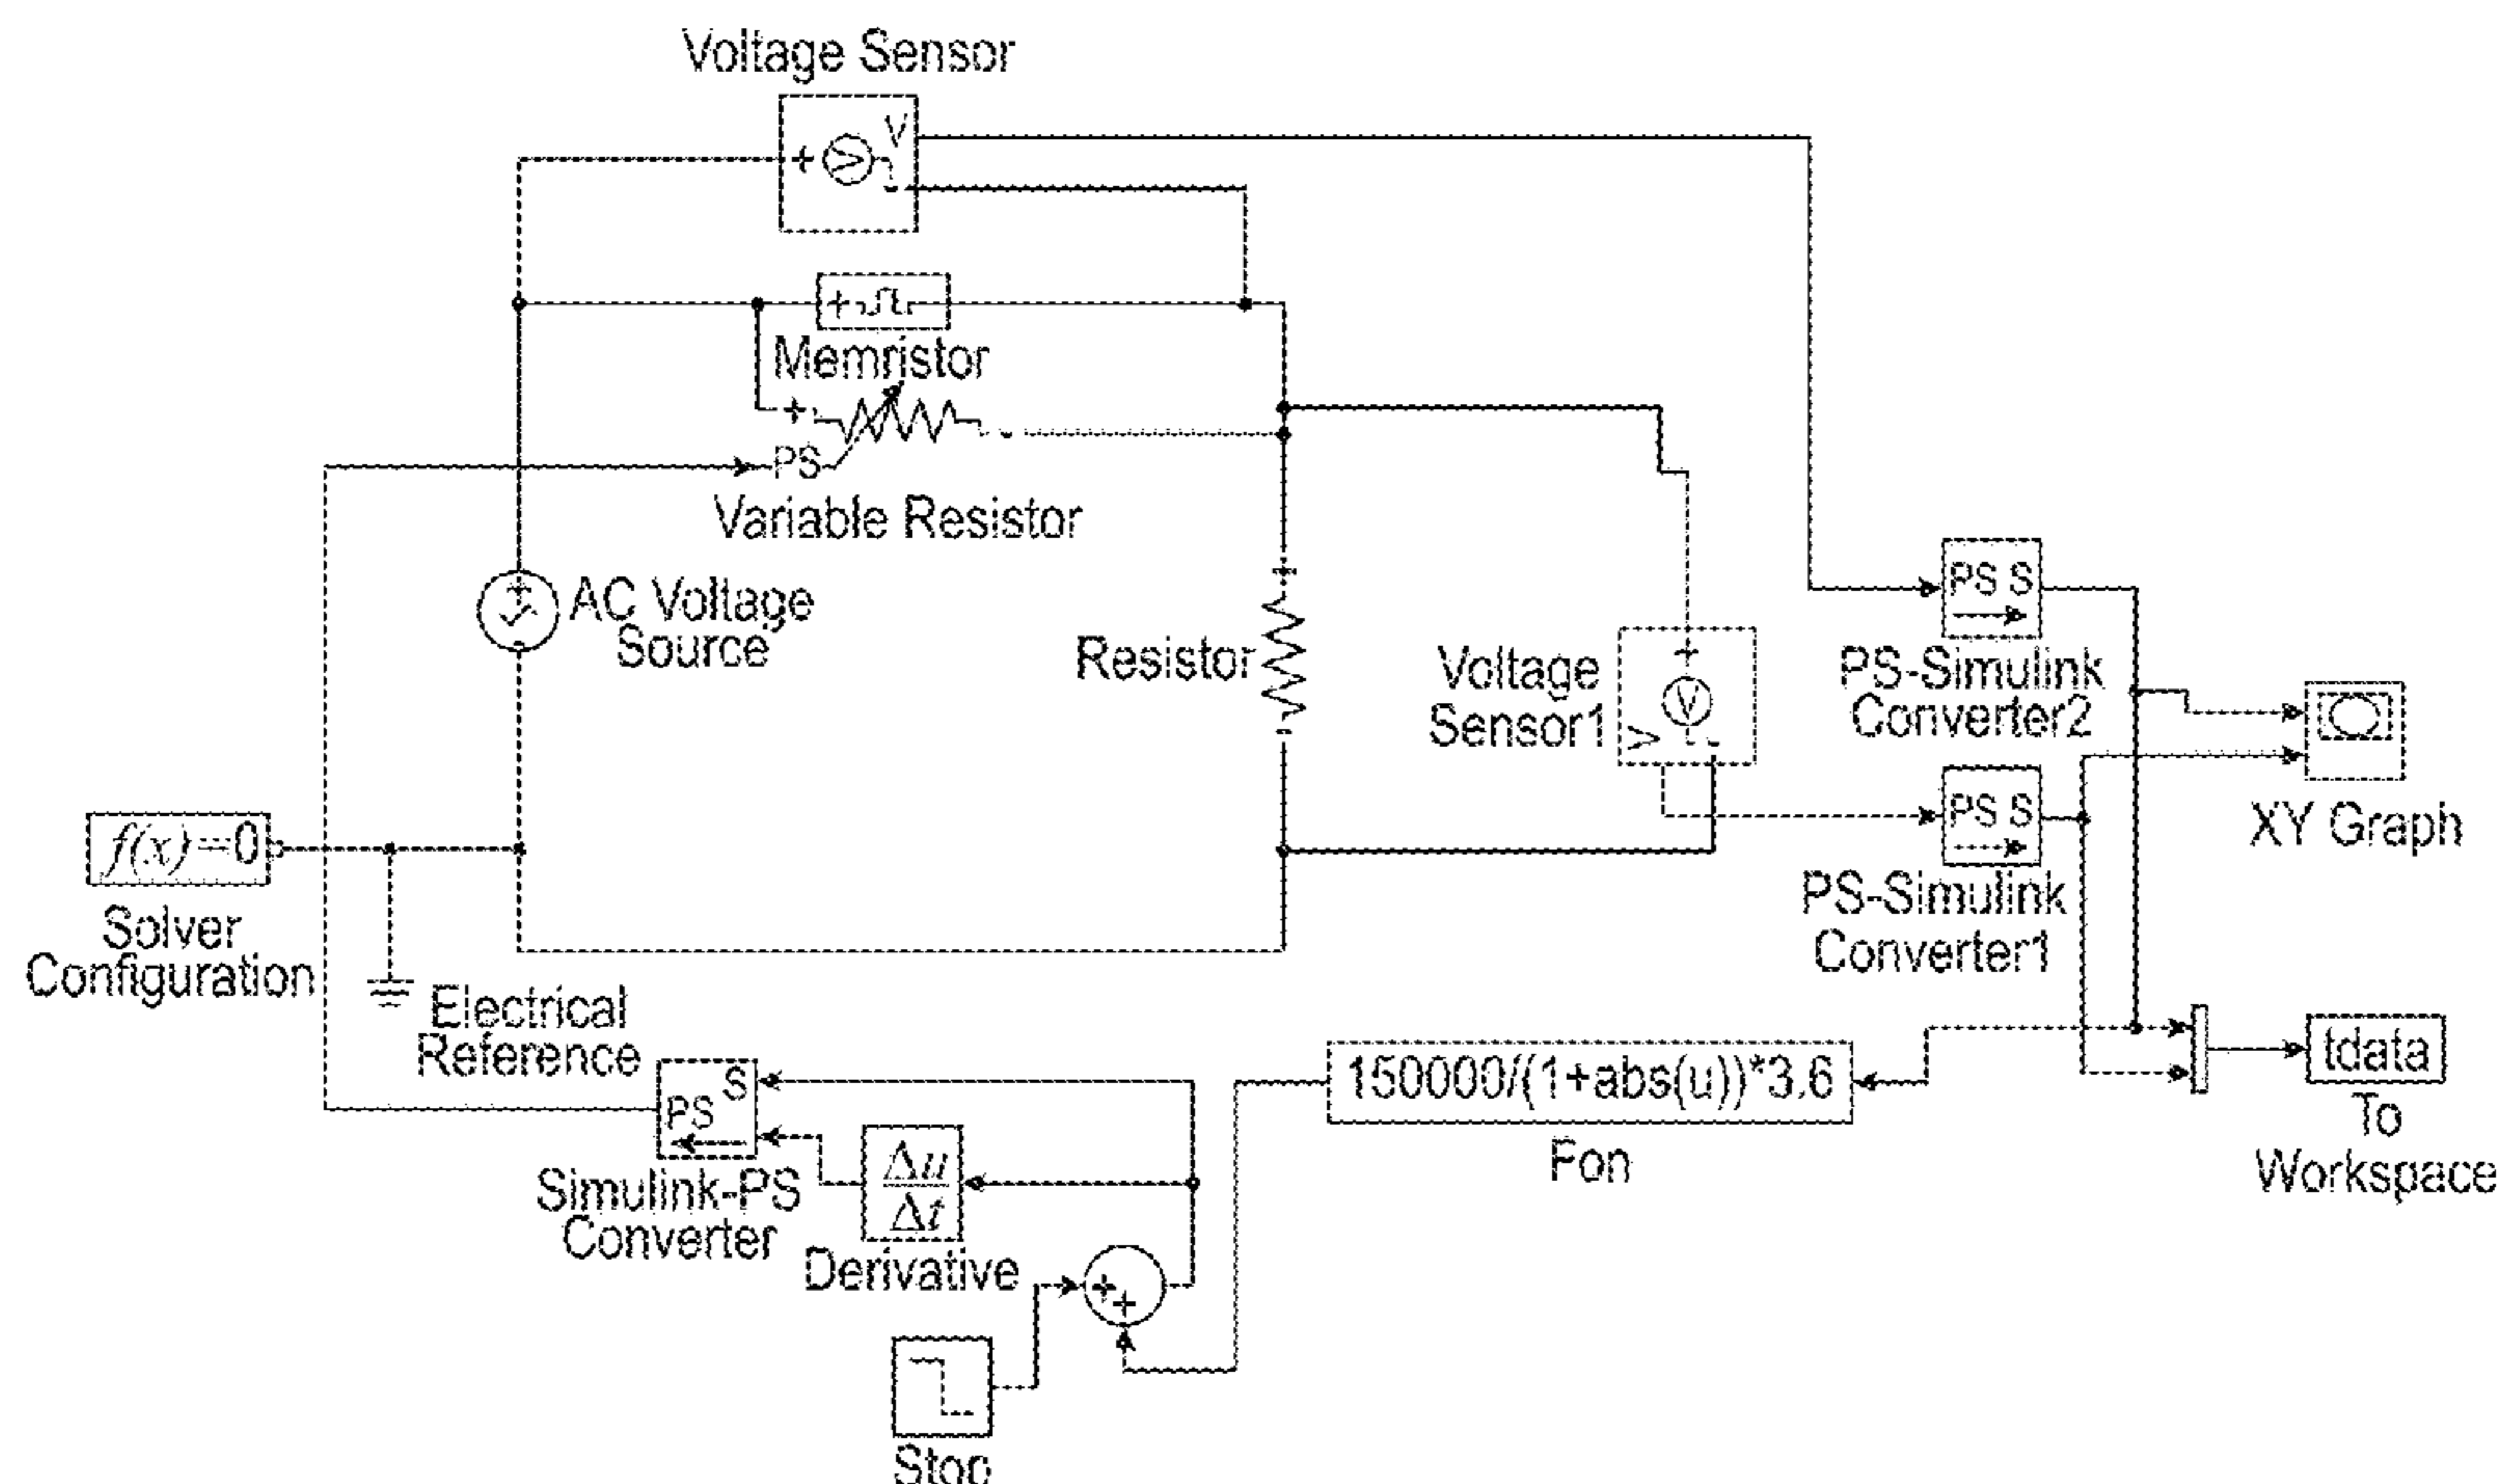 Voltage Sensor
V
+
+
Memristor
+
PS
Variable Resistor
AC Voltage
Source
Resistor
+
-
Voltage
Sensor1
+
V
V
PS S
PS-Simulink
Converter2
PS S
PS-Simulink
Converter1
XY Graph
f(x)=0
Solver
Configuration
Electrical
Reference
S
PS
Simulink-PS
Converter
Δu
Δt
Derivative
+
+
150000/(1+abs(u))*3.6
tdata
To
Workspace